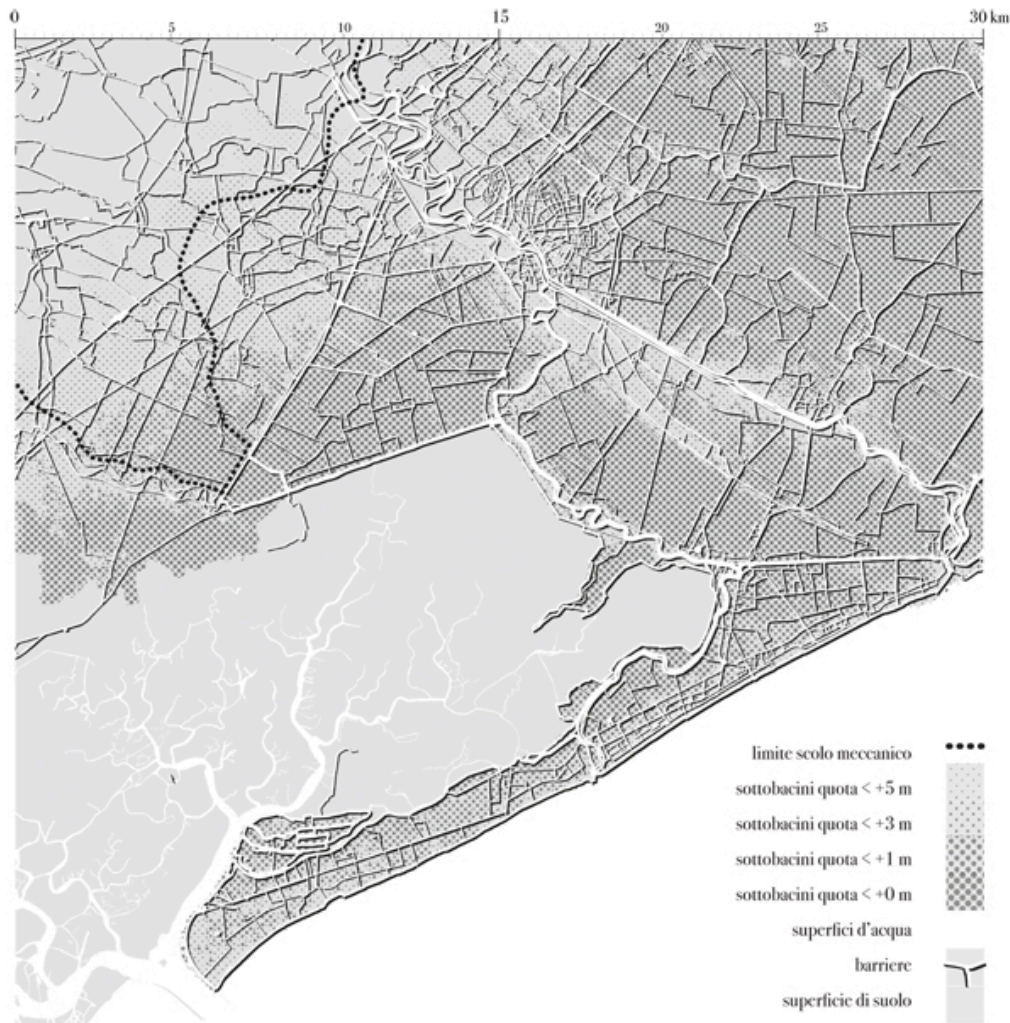 0 5 10 15 20 25 30 km
limite scolo meccanico
sottobacini quota < +5 m
sottobacini quota < +3 m
sottobacini quota < +1 m
sottobacini quota < +0 m
superfici d'acqua
barriere
superficie di suolo